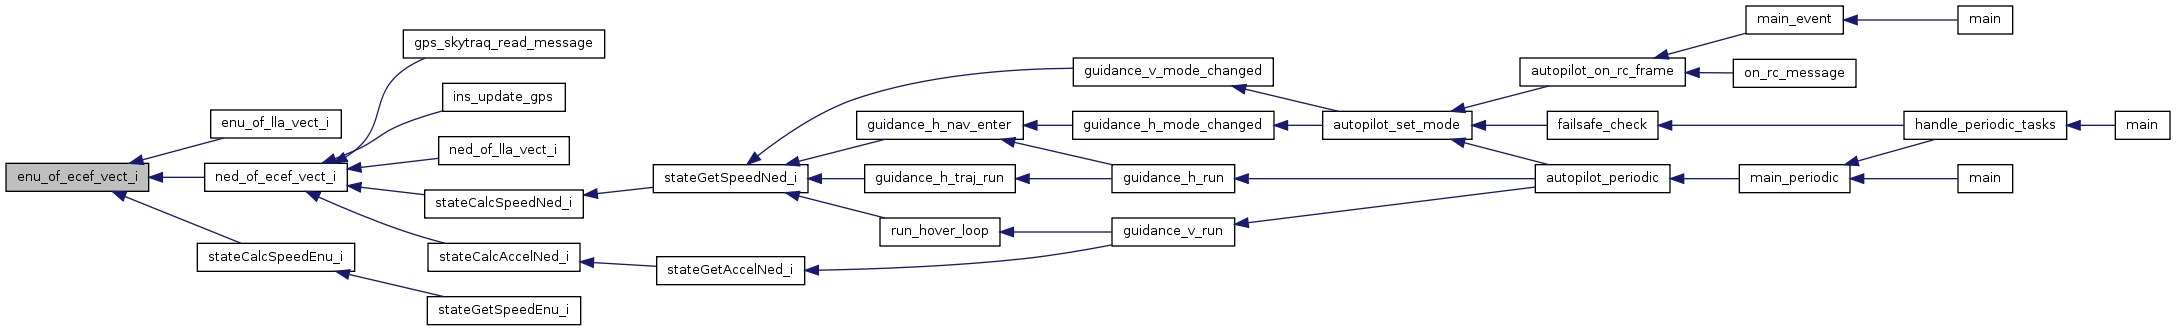 enu_of_ecef_vect_i
enu_of_lla_vect_i
ned_of_ecef_vect_i
stateCalcSpeedEnu_i
gps_skytraq_read_message
ins_update_gps
ned_of_lla_vect_i
stateCalcSpeedNed_i
stateCalcAccelNed_i
stateGetSpeedEnu_i
stateGetSpeedNed_i
stateGetAccelNed_i
guidance_h_nav_enter
guidance_h_traj_run
run_hover_loop
guidance_v_mode_changed
guidance_h_mode_changed
guidance_h_run
guidance_v_run
autopilot_set_mode
autopilot_on_rc_frame
failsafe_check
autopilot_periodic
main_event
on_rc_message
main_periodic
handle_periodic_tasks
main
main
main